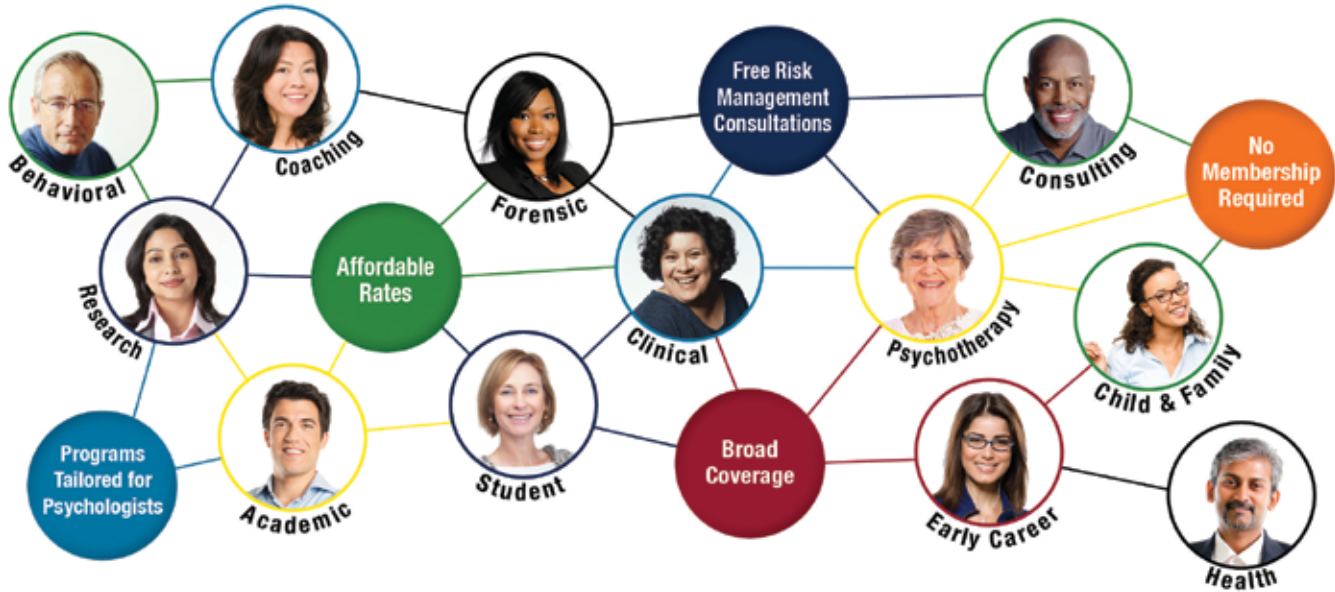 Behavioral
Coaching
Forensic
Free Risk
Management
Consultations
Consulting
No
Membership
Required
Research
Affordable
Rates
Clinical
Psychotherapy
Child & Family
Programs
Tailored for
Psychologists
Academic
Student
Broad
Coverage
Early Career
Health